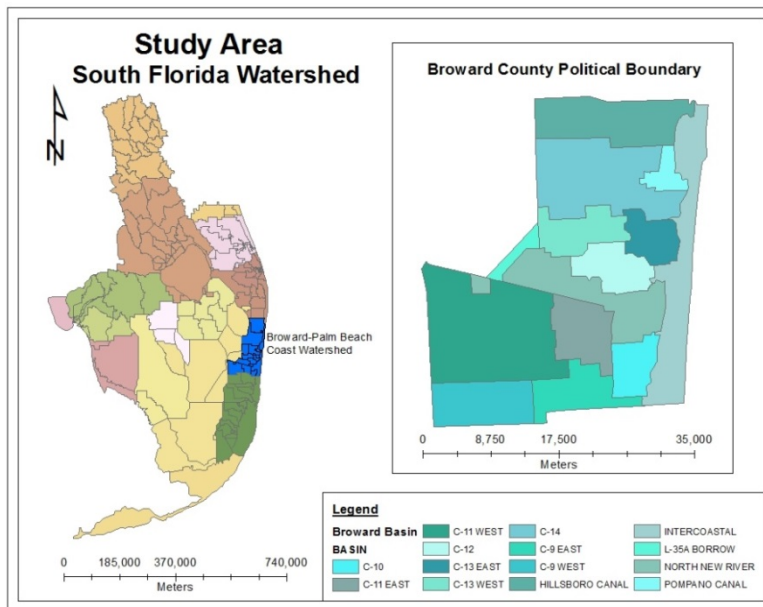 Study Area
South Florida Watershed
N
Broward-Palm Beach
Coast Watershed
0 185,000 370,000 740,000
Meters
Broward County Political Boundary
0 8,750 17,500 35,000
Meters
Legend
Broward Basin
BASIN
C-10
C-11 EAST
C-11 WEST
C-12
C-13 EAST
C-13 WEST
C-14
C-9 EAST
C-9 WEST
HILLSBORO CANAL
INTERCOASTAL
L-35A BORROW
NORTH NEW RIVER
POMPANO CANAL